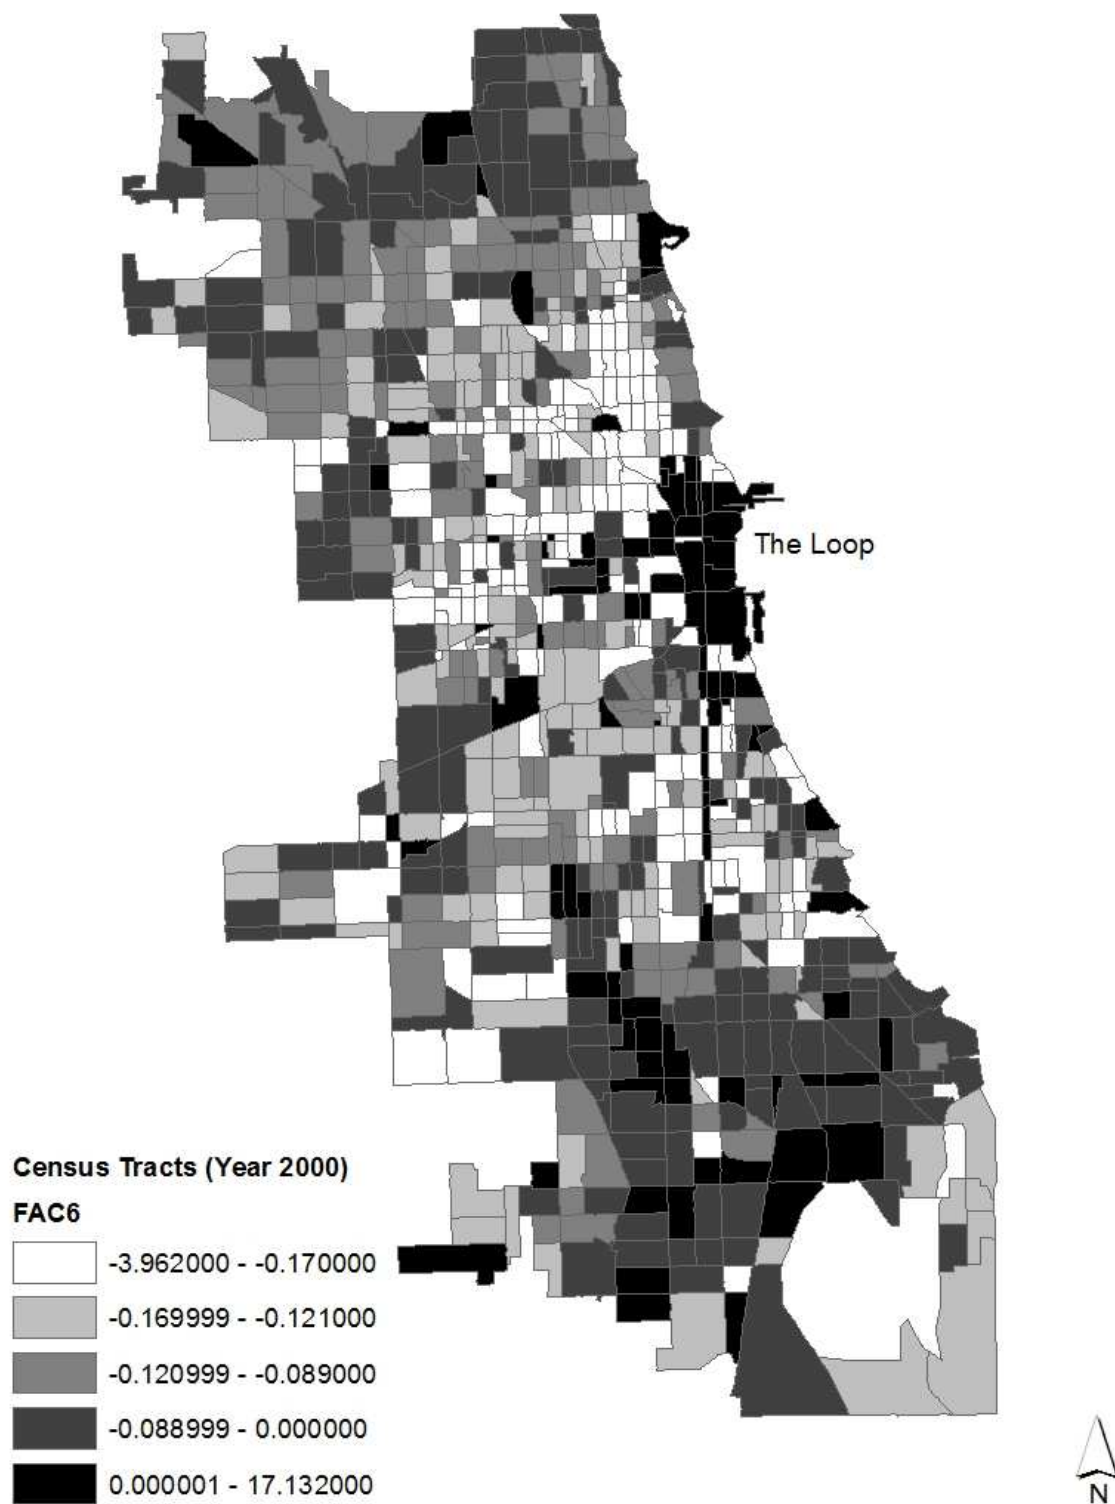 The Loop
Census Tracts (Year 2000)
FAC6
-3.962000 - -0.170000
-0.169999 - -0.121000
-0.120999 - -0.089000
-0.088999 - 0.000000
0.000001 - 17.132000
N